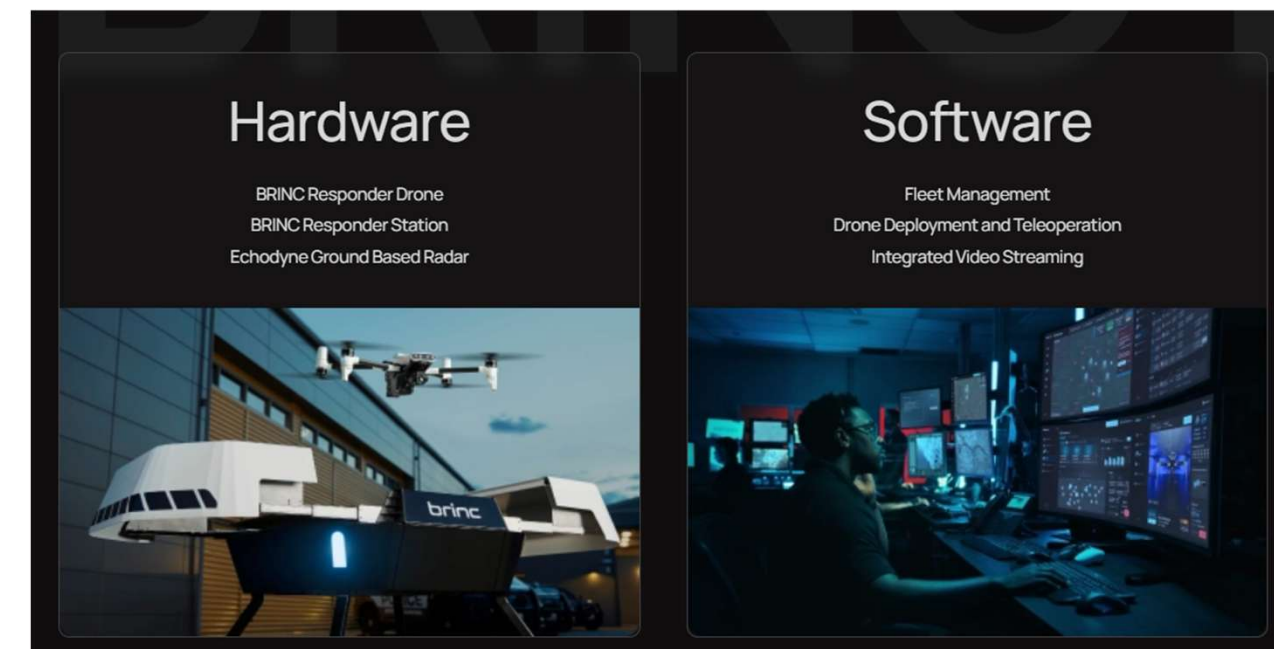 Hardware
BRINC Responder Drone
BRINC Responder Station
Echodyne Ground Based Radar
brinc
Software
Fleet Management
Drone Deployment and Teleoperation
Integrated Video Streaming